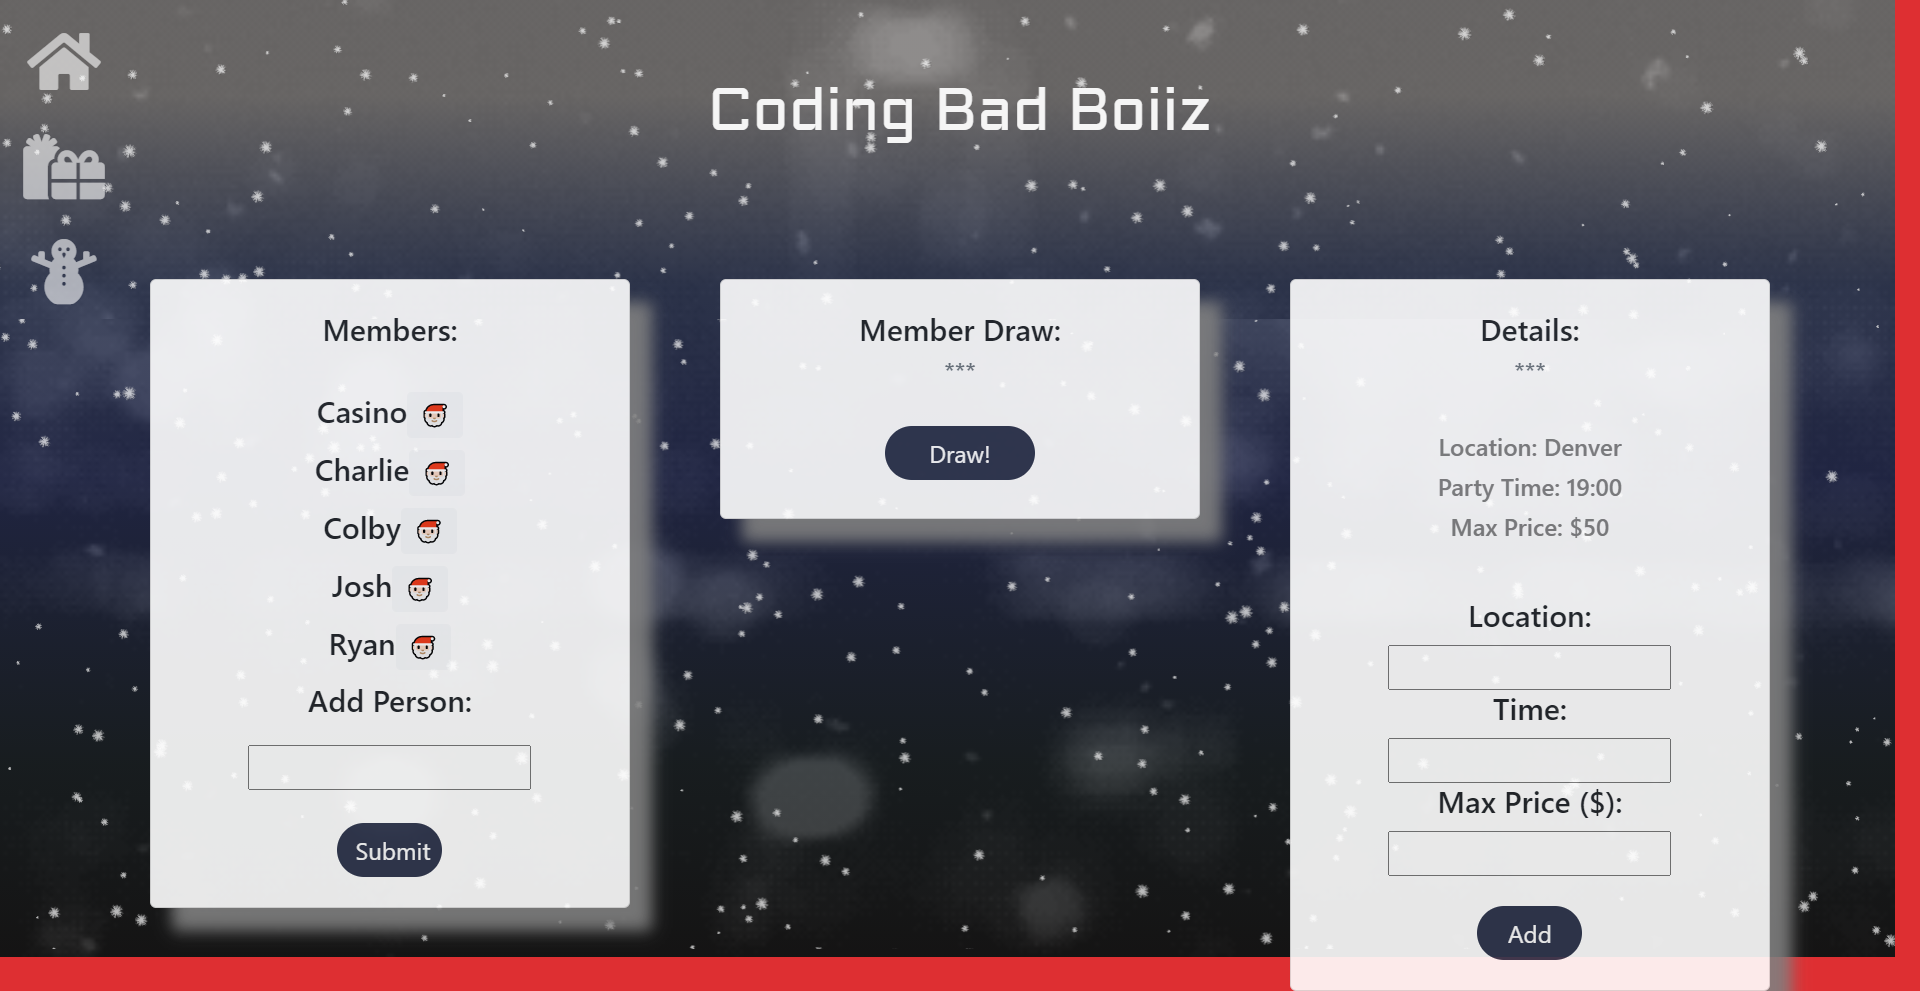 Coding Bad Boiiz
Members:
Casino
Charlie
Colby
Josh
Ryan
Add Person:
Submit
Member Draw:
***
Draw!
Details:
***
Location: Denver
Party Time: 19:00
Max Price: $50
Location:
Time:
Max Price ($):
Add